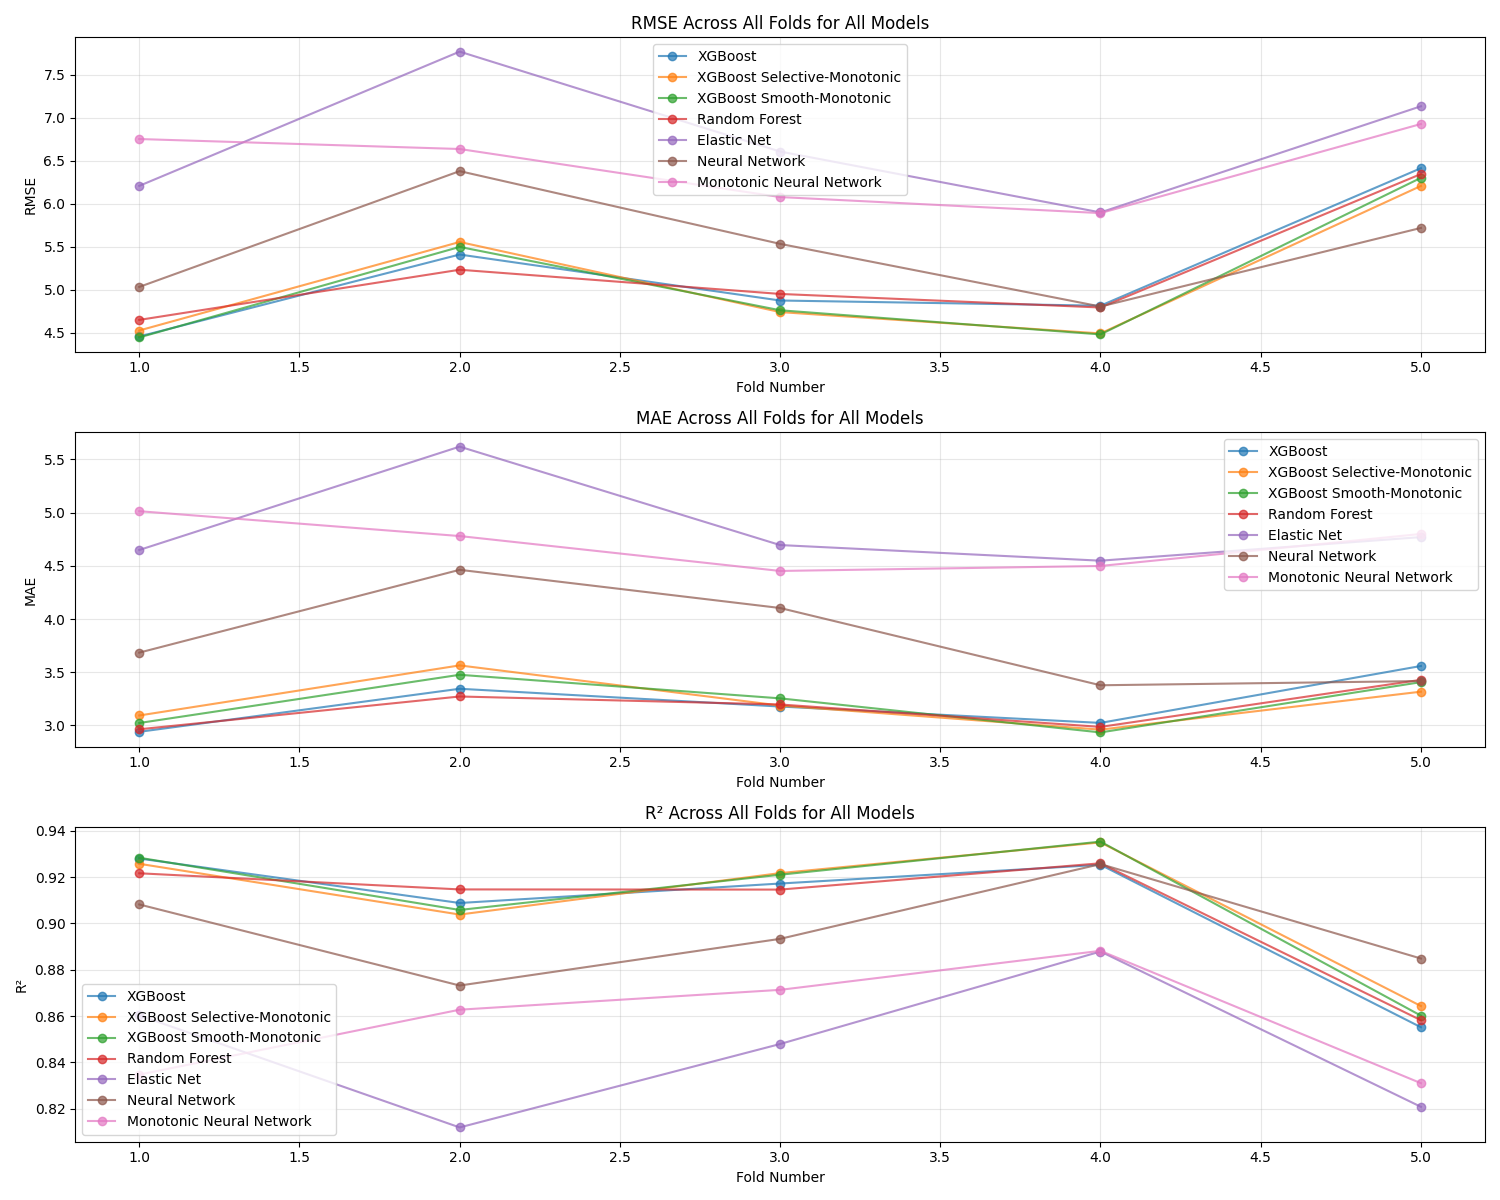 RMSE Across All Folds for All Models
RMSE
7.5
7.0
6.5
6.0
5.5
5.0
4.5
XGBoost
XGBoost Selective-Monotonic
XGBoost Smooth-Monotonic
Random Forest
Elastic Net
Neural Network
Monotonic Neural Network
1.0 1.5 2.0 2.5 3.0 3.5 4.0 4.5 5.0
Fold Number
MAE Across All Folds for All Models
MAE
5.5
5.0
4.5
4.0
3.5
3.0
XGBoost
XGBoost Selective-Monotonic
XGBoost Smooth-Monotonic
Random Forest
Elastic Net
Neural Network
Monotonic Neural Network
1.0 1.5 2.0 2.5 3.0 3.5 4.0 4.5 5.0
Fold Number
R² Across All Folds for All Models
R²
0.94
0.92
0.90
0.88
0.86
0.84
0.82
XGBoost
XGBoost Selective-Monotonic
XGBoost Smooth-Monotonic
Random Forest
Elastic Net
Neural Network
Monotonic Neural Network
1.0 1.5 2.0 2.5 3.0 3.5 4.0 4.5 5.0
Fold Number